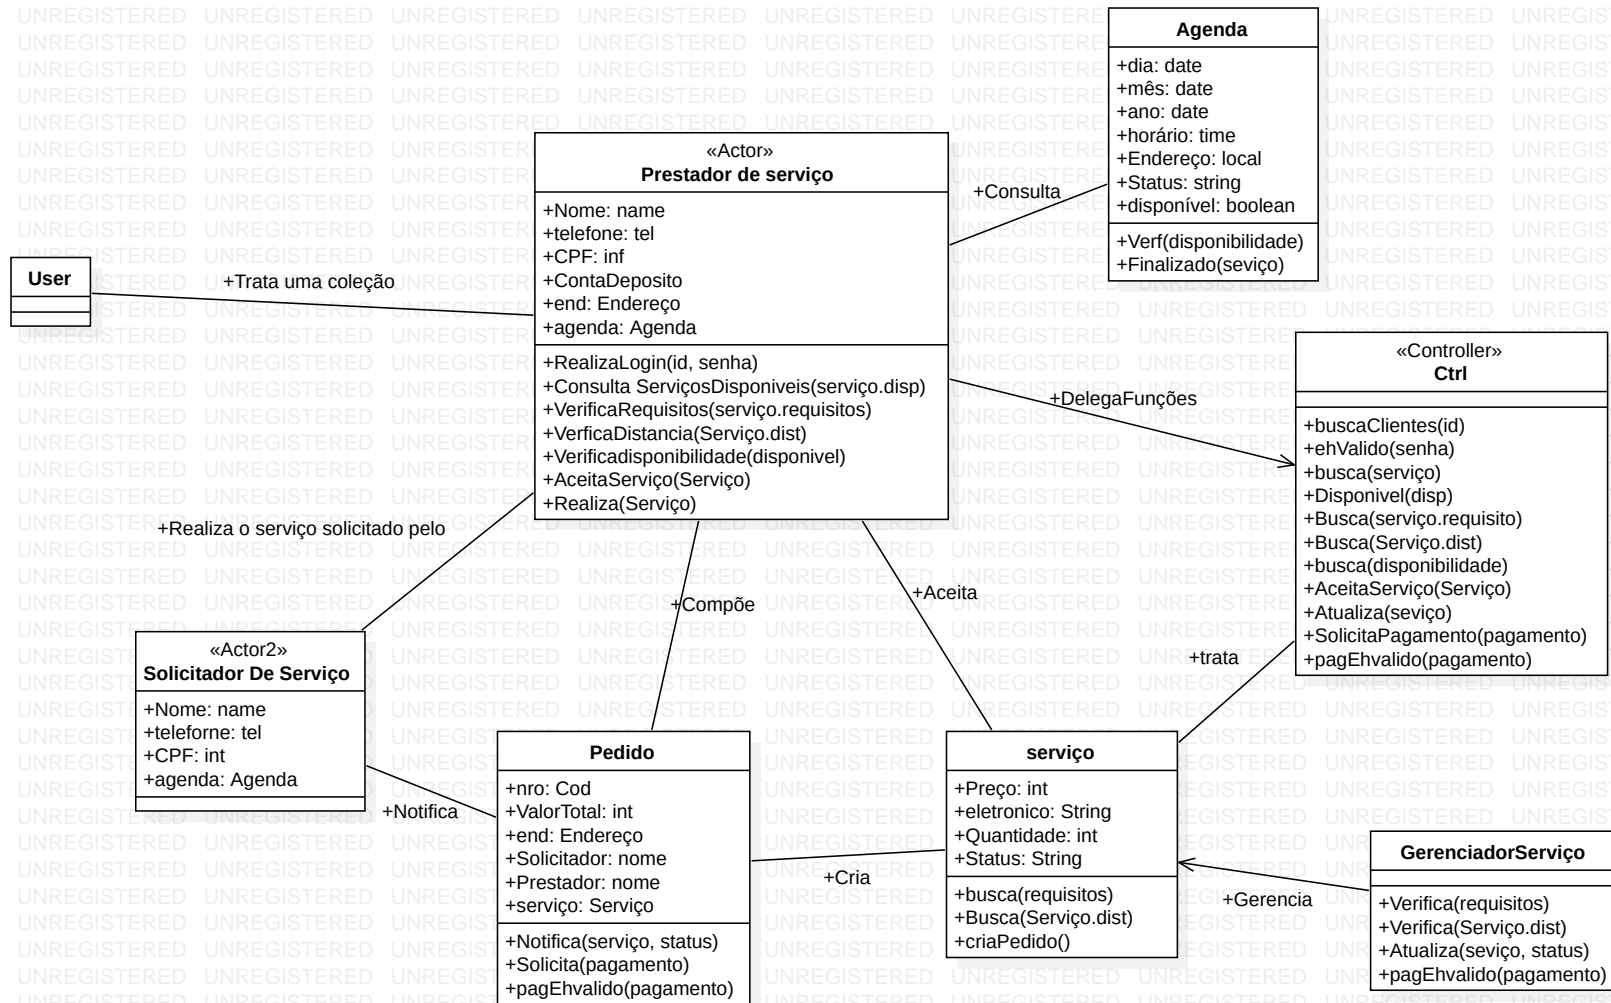 Agenda
+dia: date
+mês: date
+ano: date
+horário: time
+Endereço: local
+Status: string
+disponível: boolean
+Verf(disponibilidade)
+Finalizado(seviço)
«Actor»
Prestador de serviço
+Nome: name
+telefone: tel
+CPF: inf
+ContaDeposito
+end: Endereço
+agenda: Agenda
+RealizaLogin(id, senha)
+Consulta ServiçosDisponiveis(serviço.disp)
+VerificaRequisitos(serviço.requisitos)
+VerficaDistancia(Serviço.dist)
+Verificadisponibilidade(disponivel)
+AceitaServiço(Serviço)
+Realiza(Serviço)
+Consulta
User
+Trata uma coleção
«Controller»
Ctrl
+buscaClientes(id)
+ehValido(senha)
+busca(serviço)
+Disponivel(disp)
+Busca(serviço.requisito)
+Busca(Serviço.dist)
+busca(disponibilidade)
+AceitaServiço(Serviço)
+Atualiza(seviço)
+SolicitaPagamento(pagamento)
+pagEhvalido(pagamento)
+DelegaFunções
+Realiza o serviço solicitado pelo
+Compõe
+Aceita
+trata
«Actor2»
Solicitador De Serviço
+Nome: name
+teleforne: tel
+CPF: int
+agenda: Agenda
+Notifica
Pedido
+nro: Cod
+ValorTotal: int
+end: Endereço
+Solicitador: nome
+Prestador: nome
+serviço: Serviço
+Notifica(serviço, status)
+Solicita(pagamento)
+pagEhvalido(pagamento)
+Cria
serviço
+Preço: int
+eletronico: String
+Quantidade: int
+Status: String
+busca(requisitos)
+Busca(Serviço.dist)
+criaPedido()
+Gerencia
GerenciadorServiço
+Verifica(requisitos)
+Verifica(Serviço.dist)
+Atualiza(seviço, status)
+pagEhvalido(pagamento)
UNREGISTERED